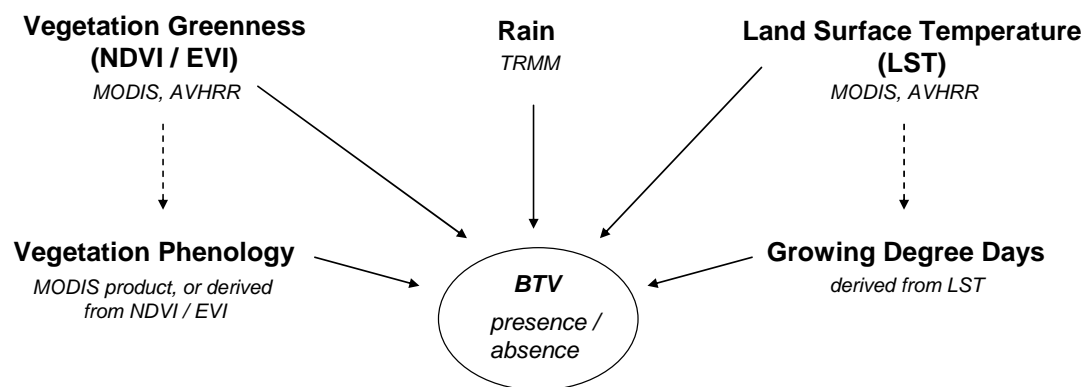 Vegetation Greenness
(NDVI / EVI)
MODIS, AVHRR
Rain
TRMM
Land Surface Temperature
(LST)
MODIS, AVHRR
Vegetation Phenology
MODIS product, or derived
from NDVI / EVI
BTV
presence /
absence
Growing Degree Days
derived from LST